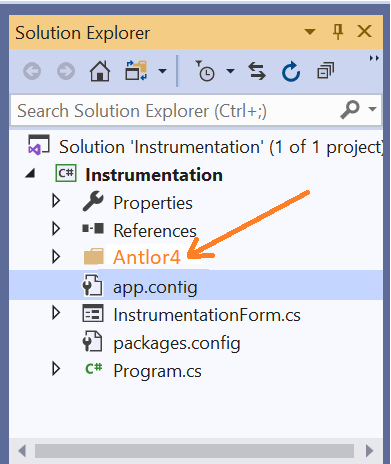 Solution Explorer
Search Solution Explorer (Ctrl+;)
Solution 'Instrumentation' (1 of 1 project)
C# Instrumentation
Properties
References
Antlor4
app.config
InstrumentationForm.cs
packages.config
C# Program.cs